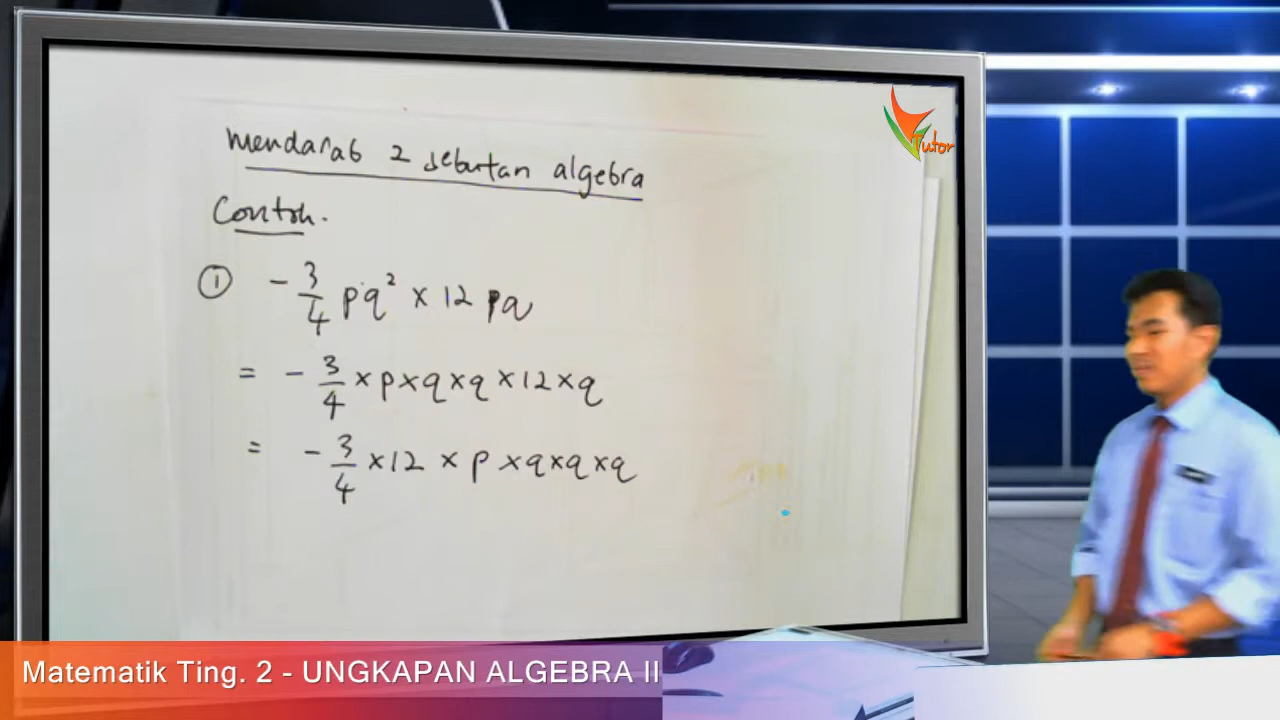 Mendarab 2 sebutan algebra
Contoh.
① -3/4 pq² × 12 pq
= -3/4 × p × q × q × 12 × q
= -3/4 × 12 × p × q × q × q
Tutor
Matematik Ting. 2 - UNGKAPAN ALGEBRA II